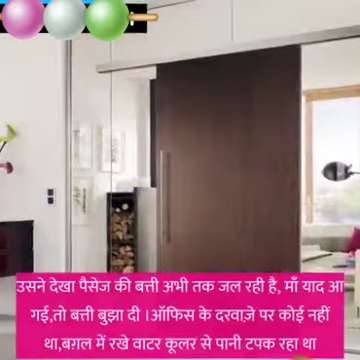 उसने देखा पैसेज की बत्ती अभी तक जल रही है, माँ याद आ
गई,तो बत्ती बुझा दी।ऑफिस के दरवाज़े पर कोई नहीं
था,बग़ल में रखे वाटर कूलर से पानी टपक रहा था